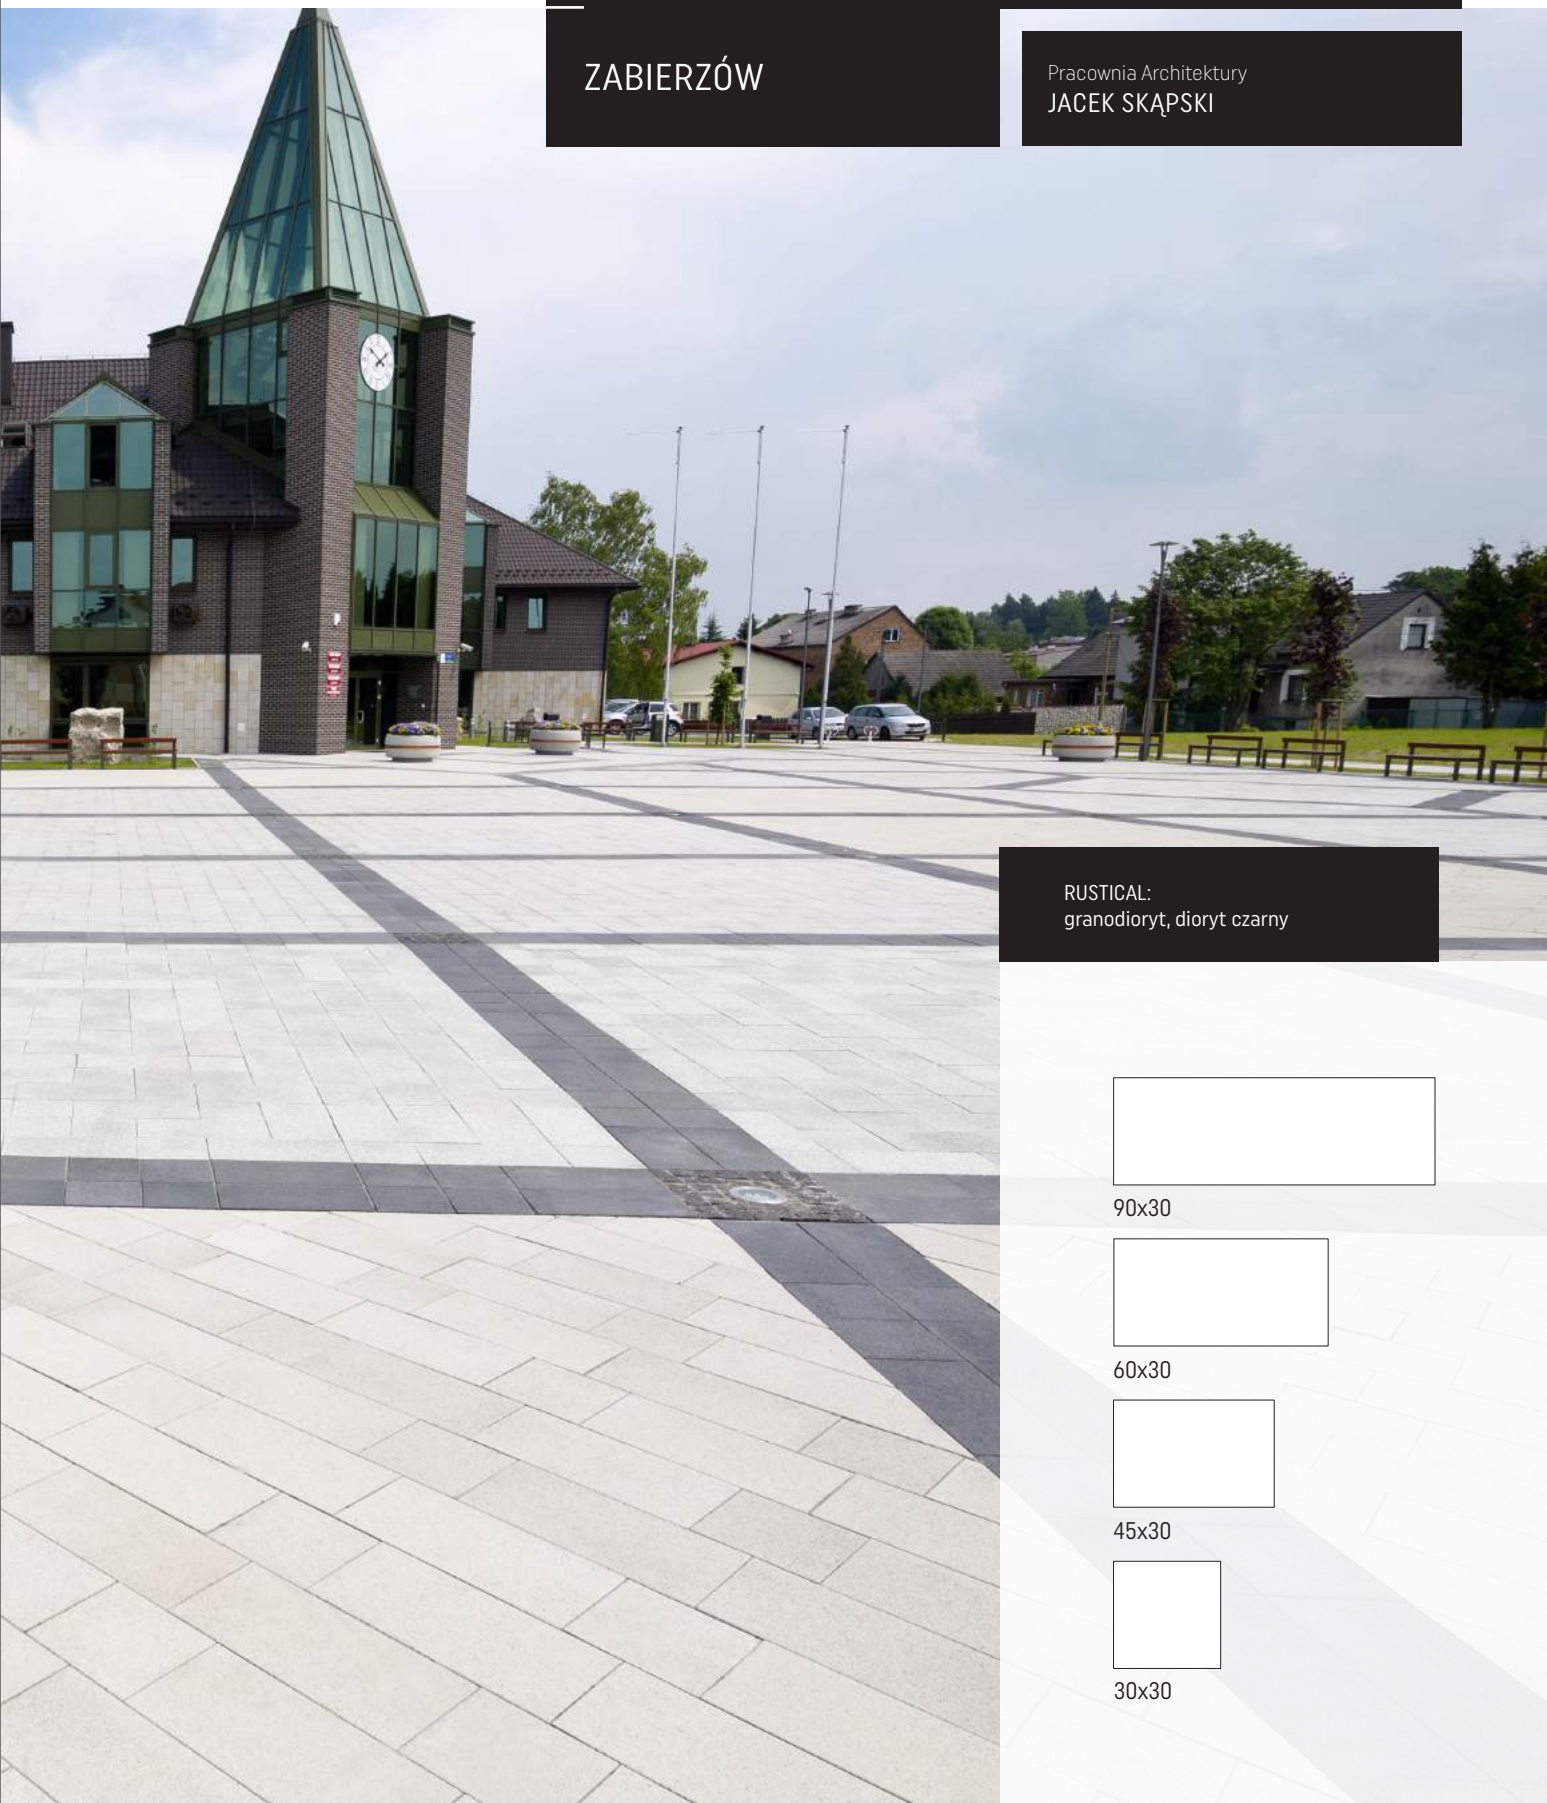 ZABIERZÓW
Pracownia Architektury
JACEK SKĄPSKI
RUSTICAL:
granodioryt, dioryt czarny
90x30
60x30
45x30
30x30